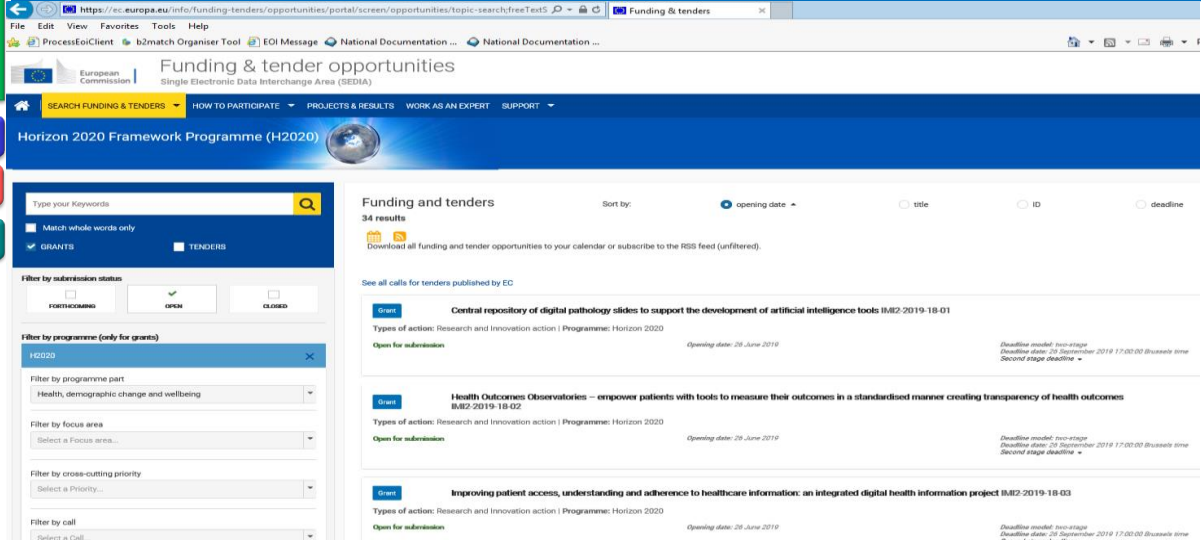 https://ec.europa.eu/info/funding-tenders/opportunities/portal/screen/opportunities/topic-search;freeTextS
Funding & tenders
File Edit View Favorites Tools Help
ProcessEoiClient b2match Organiser Tool EOI Message National Documentation ... National Documentation ...
European Commission
Funding & tender opportunities
Single Electronic Data Interchange Area (SEDIA)
SEARCH FUNDING & TENDERS HOW TO PARTICIPATE PROJECTS & RESULTS WORK AS AN EXPERT SUPPORT
Horizon 2020 Framework Programme (H2020)
Type your Keywords
Match whole words only
GRANTS TENDERS
Filter by submission status
FORTHCOMING OPEN CLOSED
Filter by programme (only for grants)
H2020
Filter by programme part
Health, demographic change and wellbeing
Filter by focus area
Select a Focus area...
Filter by cross-cutting priority
Select a Priority...
Filter by call
Select a Call...
Funding and tenders
Sort by: opening date title ID deadline
34 results
Download all funding and tender opportunities to your calendar or subscribe to the RSS feed (unfiltered).
See all calls for tenders published by EC
Grant Central repository of digital pathology slides to support the development of artificial intelligence tools IMI2-2019-18-01
Types of action: Research and Innovation action | Programme: Horizon 2020
Open for submission Opening date: 26 June 2019 Deadline model: two-stage
Deadline date: 26 September 2019 17:00:00 Brussels time
Second stage deadline
Grant Health Outcomes Observatories – empower patients with tools to measure their outcomes in a standardised manner creating transparency of health outcomes
IMI2-2019-18-02
Types of action: Research and Innovation action | Programme: Horizon 2020
Open for submission Opening date: 26 June 2019 Deadline model: two-stage
Deadline date: 26 September 2019 17:00:00 Brussels time
Second stage deadline
Grant Improving patient access, understanding and adherence to healthcare information: an integrated digital health information project IMI2-2019-18-03
Types of action: Research and Innovation action | Programme: Horizon 2020
Open for submission Opening date: 26 June 2019 Deadline model: two-stage
Deadline date: 26 September 2019 17:00:00 Brussels time